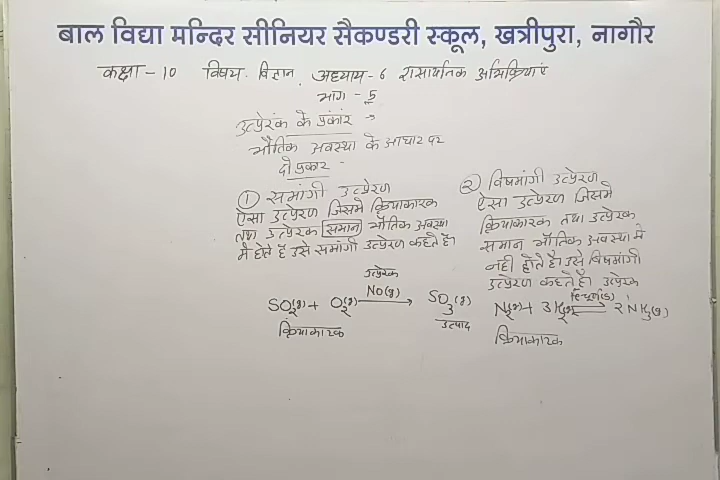 बाल विद्या मन्दिर सीनियर सैकण्डरी स्कूल, खत्रीपुरा, नागौर
कक्षा - 10 विषय. विज्ञान. अध्याय - 6 रासायनिक अभिक्रियाएं
भाग - 5
उत्प्रेरक के प्रकार →
भौतिक अवस्था के आधार पर
दो प्रकार -
① समांगी उत्प्रेरण
ऐसा उत्प्रेरण जिसमे क्रियाकारक
तथा उत्प्रेरक समान भौतिक अवस्था
में होते है उसे समांगी उत्प्रेरण कहते है।
उत्प्रेरक
SO₂(g) + O₂(g) NO(g)⟶ SO₃(g)
क्रियाकारक उत्पाद
② विषमांगी उत्प्रेरण
ऐसा उत्प्रेरण जिसमे
क्रियाकारक तथा उत्प्रेरक
समान भौतिक अवस्था में
नही होते है। उसे विषमांगी
उत्प्रेरण कहते है। उत्प्रेरक
N₂(g) + 3H₂(g) 2NH₃(g)
क्रियाकारक